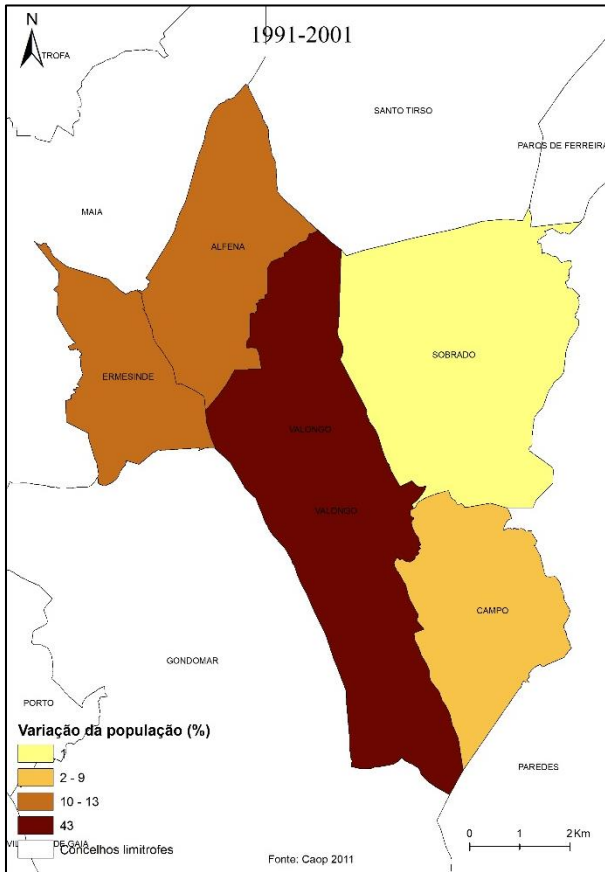 1991-2001
N
TROFA
SANTO TIRSO
PAÇOS DE FERREIRA
MAIA
ALFENA
SOBRADO
ERMESINDE
VALONGO
VALONGO
CAMPO
GONDOMAR
PORTO
PAREDES
Variação da população (%)
1
2 - 9
10 - 13
43
Concelhos limitrofes
DE GAIA
0 1 2 Km
Fonte: Caop 2011